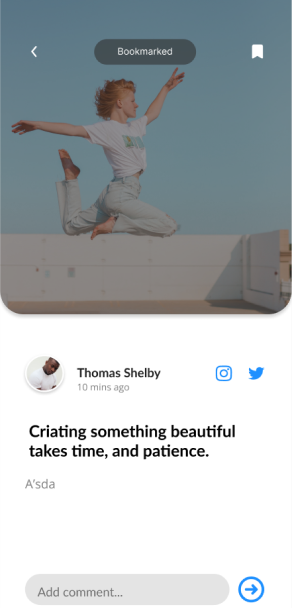 Bookmarked
Thomas Shelby
10 mins ago
Criating something beautiful
takes time, and patience.
A'sda
Add comment...